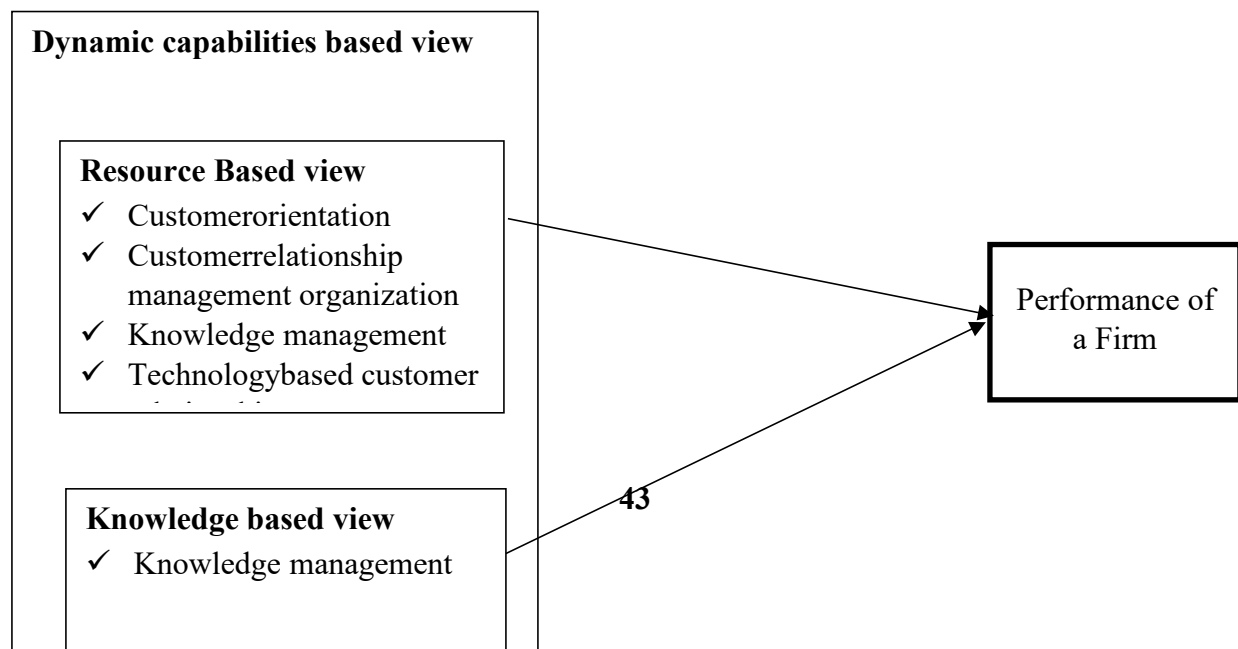 Dynamic capabilities based view
Resource Based view
✓ Customerorientation
✓ Customerrelationship
management organization
✓ Knowledge management
✓ Technologybased customer
Performance of
a Firm
43
Knowledge based view
✓ Knowledge management